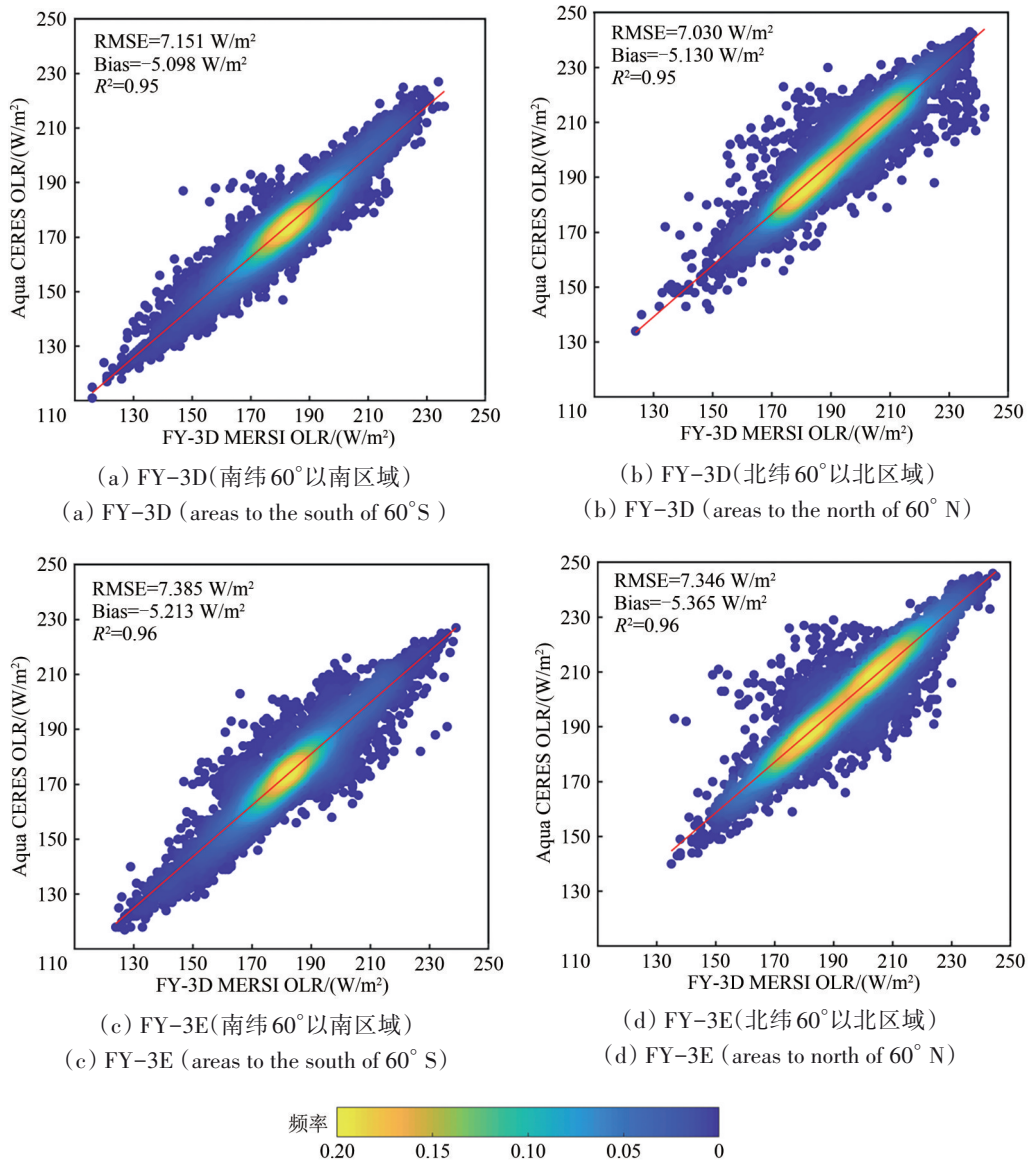 RMSE=7.151 W/m²
Bias=−5.098 W/m²
R²=0.95
250
230
210
190
170
150
130
110
130
150
170
190
210
230
250
Aqua CERES OLR/(W/m²)
FY-3D MERSI OLR/(W/m²)
(a) FY-3D(南纬60°以南区域)
(a) FY-3D (areas to the south of 60°S )
RMSE=7.030 W/m²
Bias=−5.130 W/m²
R²=0.95
250
230
210
190
170
150
130
110
130
150
170
190
210
230
250
Aqua CERES OLR/(W/m²)
FY-3D MERSI OLR/(W/m²)
(b) FY-3D(北纬60°以北区域)
(b) FY-3D (areas to the north of 60° N)
RMSE=7.385 W/m²
Bias=−5.213 W/m²
R²=0.96
250
230
210
190
170
150
130
110
130
150
170
190
210
230
250
Aqua CERES OLR/(W/m²)
FY-3D MERSI OLR/(W/m²)
(c) FY-3E(南纬60°以南区域)
(c) FY-3E (areas to the south of 60° S)
RMSE=7.346 W/m²
Bias=−5.365 W/m²
R²=0.96
250
230
210
190
170
150
130
110
130
150
170
190
210
230
250
Aqua CERES OLR/(W/m²)
FY-3D MERSI OLR/(W/m²)
(d) FY-3E(北纬60°以北区域)
(d) FY-3E (areas to north of 60° N)
频率
0.20 0.15 0.10 0.05 0